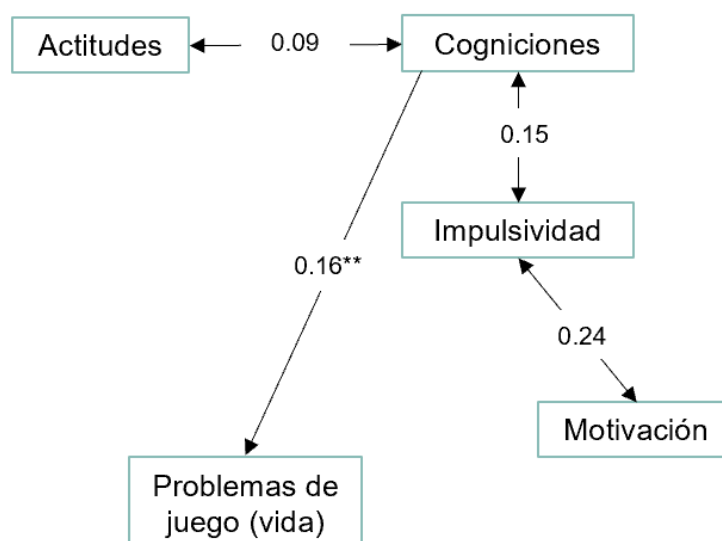 Actitudes
0.09
Cogniciones
0.15
Impulsividad
0.16**
0.24
Motivación
Problemas de
juego (vida)